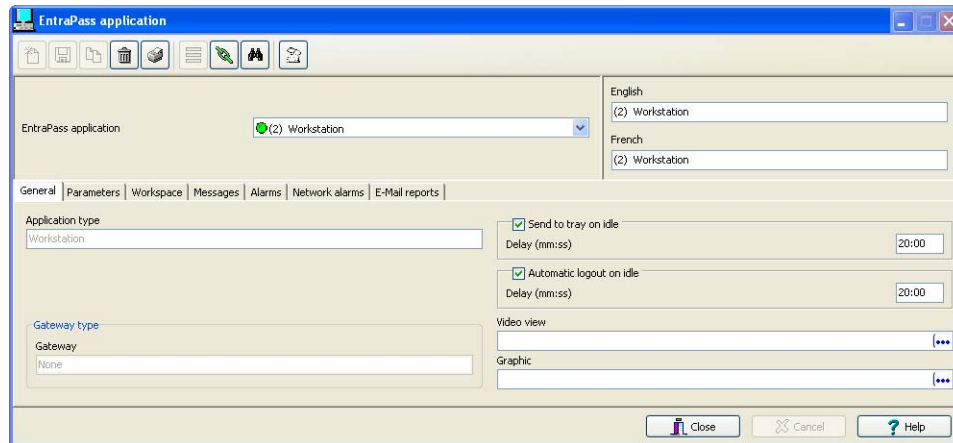 EntraPass application
English
(2) Workstation
EntraPass application
(2) Workstation
French
(2) Workstation
General Parameters Workspace Messages Alarms Network alarms E-Mail reports
Application type
Workstation
Send to tray on idle
Delay (mm:ss) 20:00
Automatic logout on idle
Delay (mm:ss) 20:00
Gateway type
Gateway
None
Video view
Graphic
Close Cancel Help